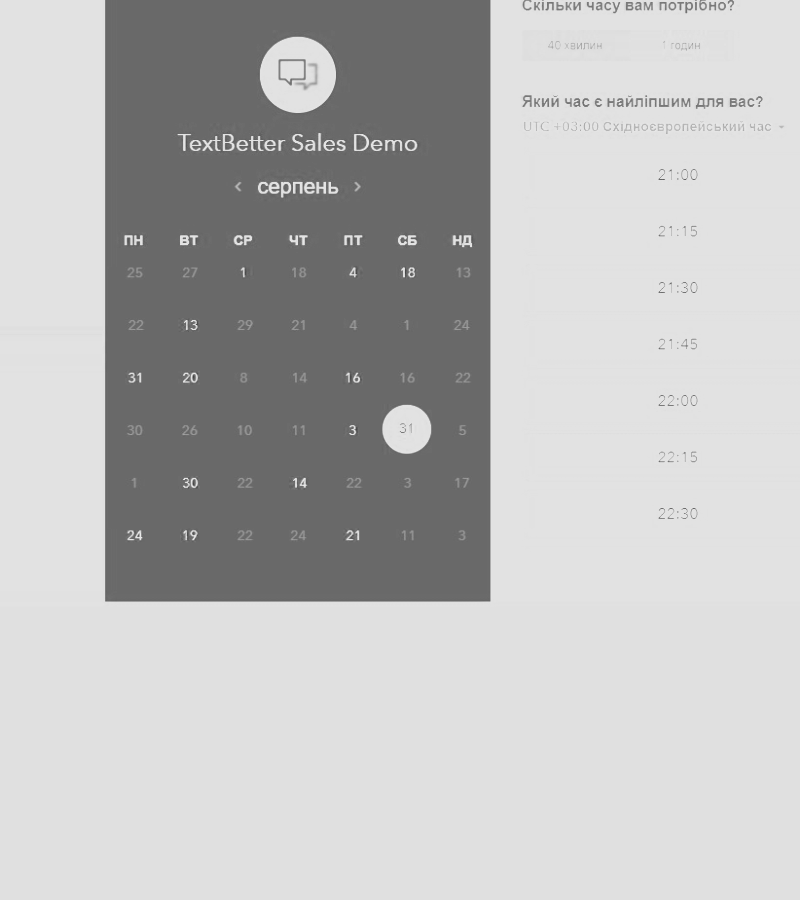 TextBetter Sales Demo
серпень
ПН ВТ СР ЧТ ПТ СБ НД
25 27 1 18 4 18 13
22 13 29 21 4 1 24
31 20 8 14 16 16 22
30 26 10 11 3 31 5
1 30 22 14 22 3 17
24 19 22 24 21 11 3
Скільки часу вам потрібно?
40 хвилин 1 годин
Який час є найліпшим для вас?
UTC +03:00 Східноєвропейський час
21:00
21:15
21:30
21:45
22:00
22:15
22:30